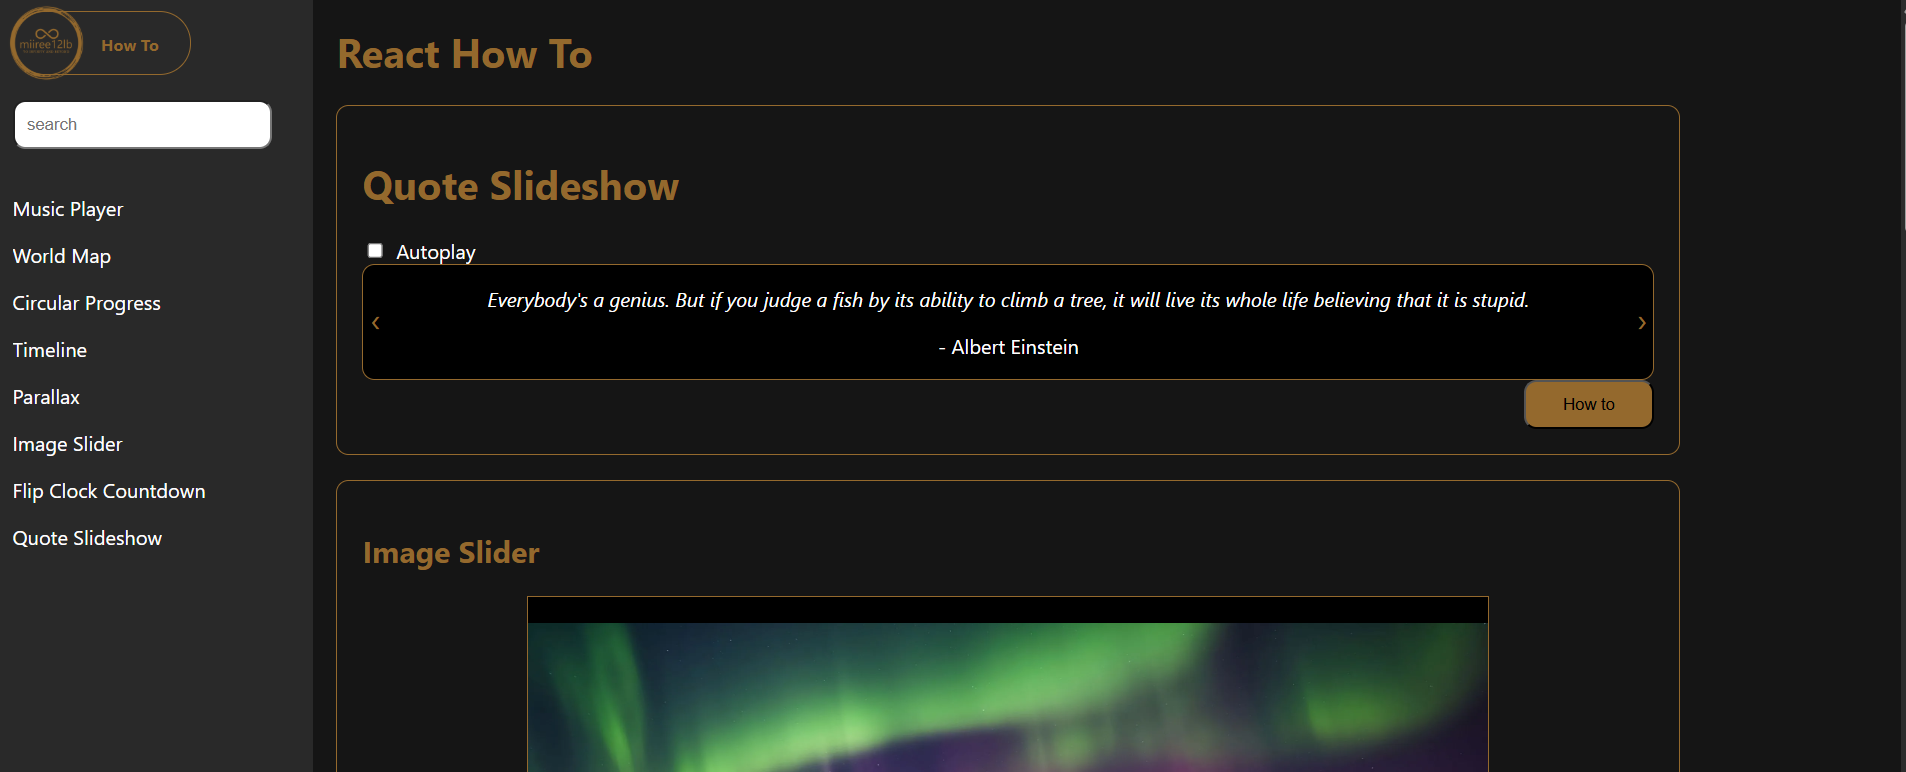 miiree12lb
How To
search
Music Player
World Map
Circular Progress
Timeline
Parallax
Image Slider
Flip Clock Countdown
Quote Slideshow
React How To
Quote Slideshow
Autoplay
Everybody's a genius. But if you judge a fish by its ability to climb a tree, it will live its whole life believing that it is stupid.
‹
›
- Albert Einstein
How to
Image Slider